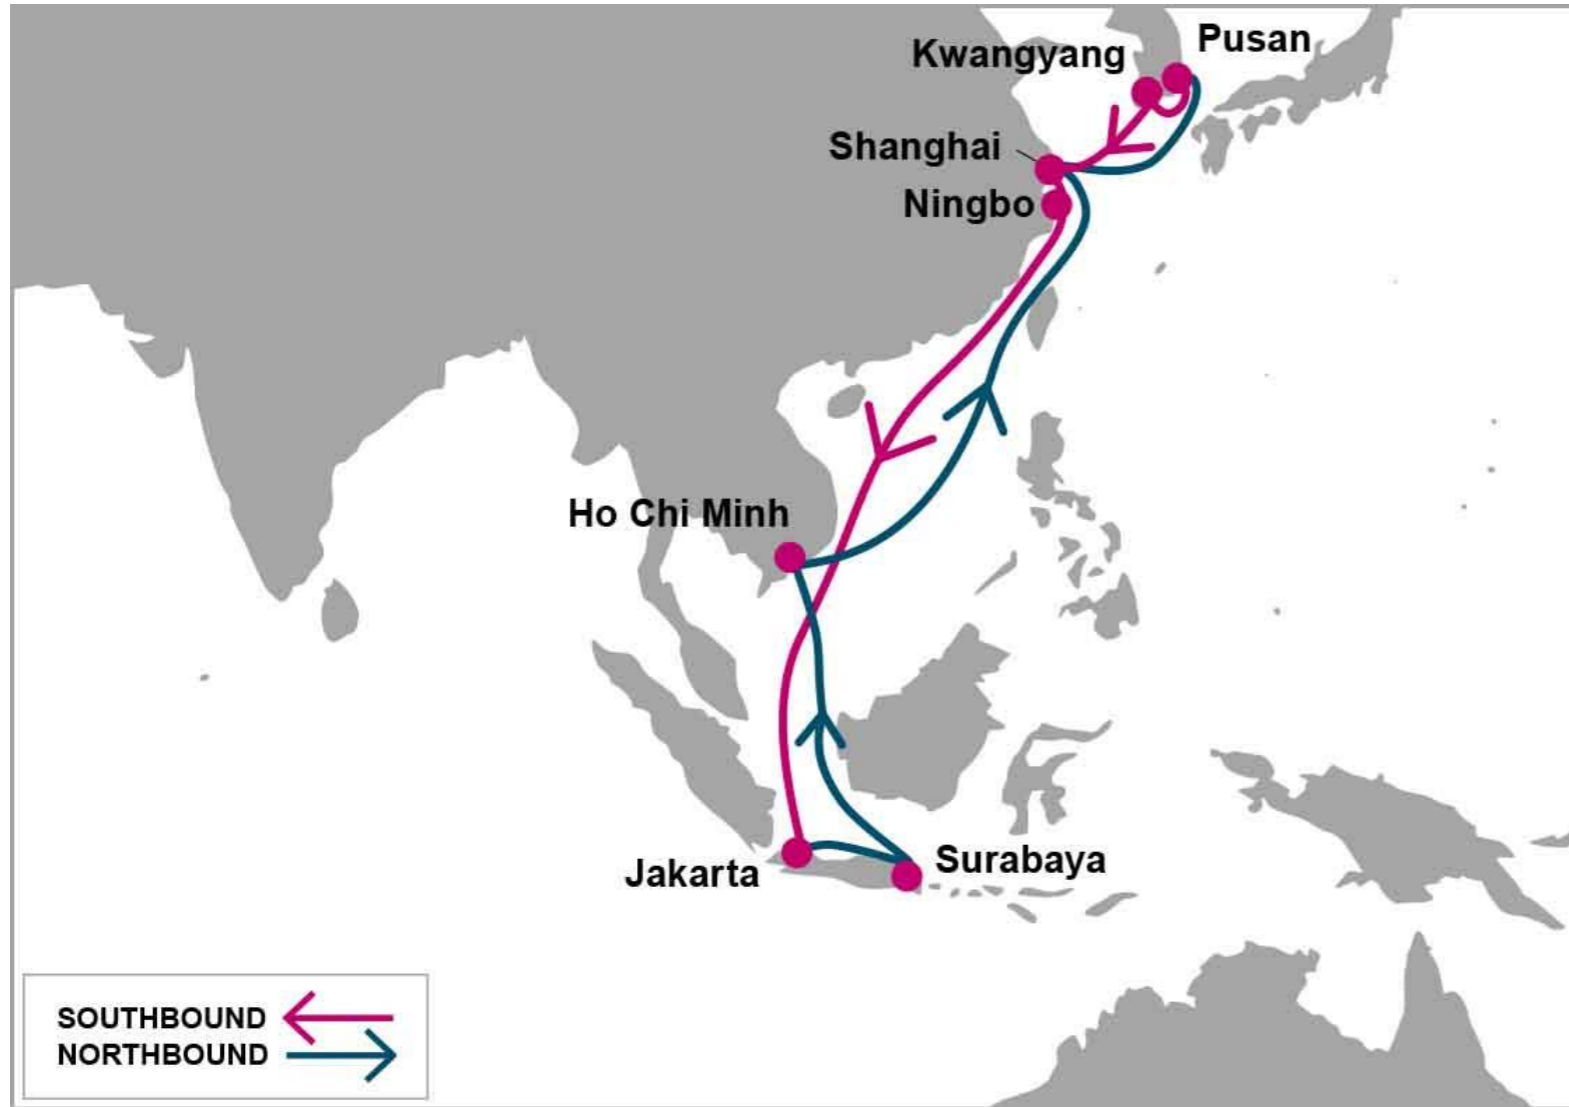 Pusan
Kwangyang
Shanghai
Ningbo
Ho Chi Minh
Surabaya
Jakarta
SOUTHBOUND
NORTHBOUND